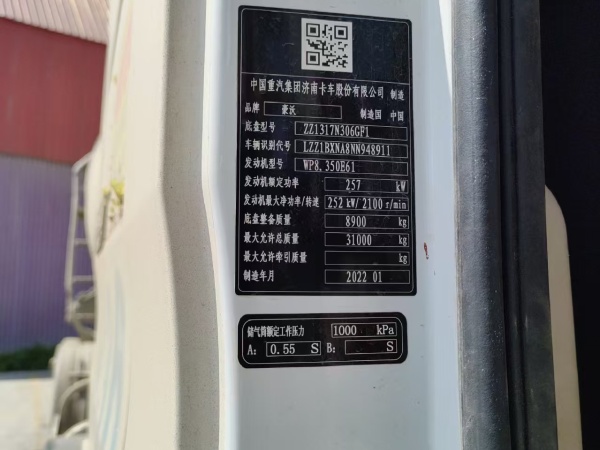 中国重汽集团济南卡车股份有限公司 制造
品牌 豪沃 制造国 中国
底盘型号 ZZ1317N306GF1
车辆识别代号 LZZ1BXNA8NN948911
发动机型号 WP8.350E61
发动机额定功率 257 kW
发动机最大净功率/转速 252 kW/ 2100 r/min
底盘整备质量 8900 kg
最大允许总质量 31000 kg
最大允许牵引质量 kg
制造年月 2022 01
储气筒额定工作压力 1000 kPa
A: 0.55 S B: S